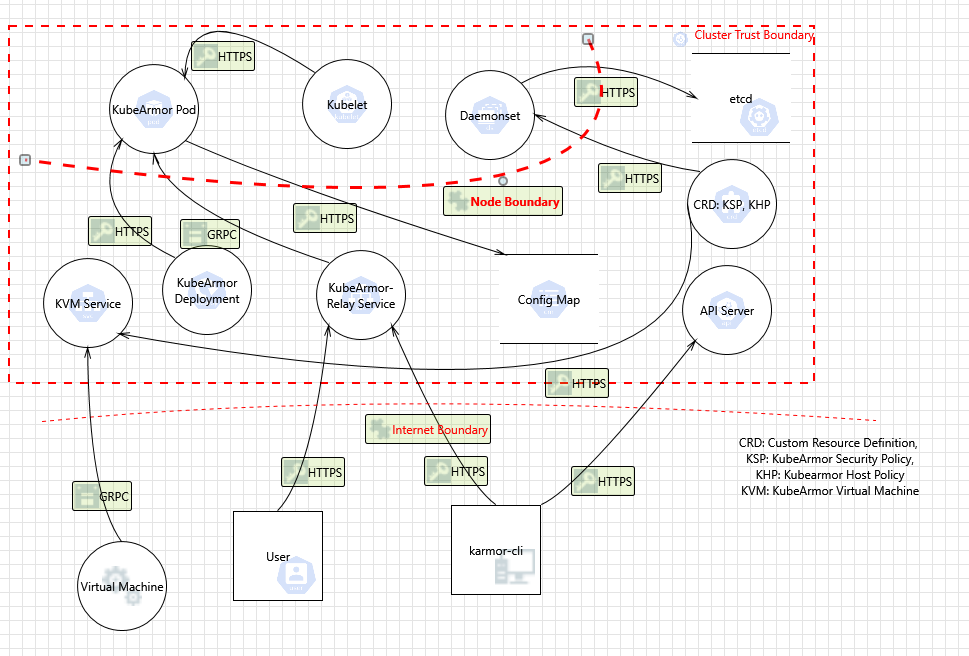 Cluster Trust Boundary
HTTPS
KubeArmor Pod
Kubelet
Daemonset
HTTPS
etcd
HTTPS
Node Boundary
CRD: KSP, KHP
HTTPS
GRPC
HTTPS
KVM Service
KubeArmor
Deployment
KubeArmor-
Relay Service
Config Map
API Server
HTTPS
Internet Boundary
CRD: Custom Resource Definition,
KSP: KubeArmor Security Policy,
KHP: Kubearmor Host Policy
KVM: KubeArmor Virtual Machine
GRPC
HTTPS
HTTPS
HTTPS
Virtual Machine
User
karmor-cli